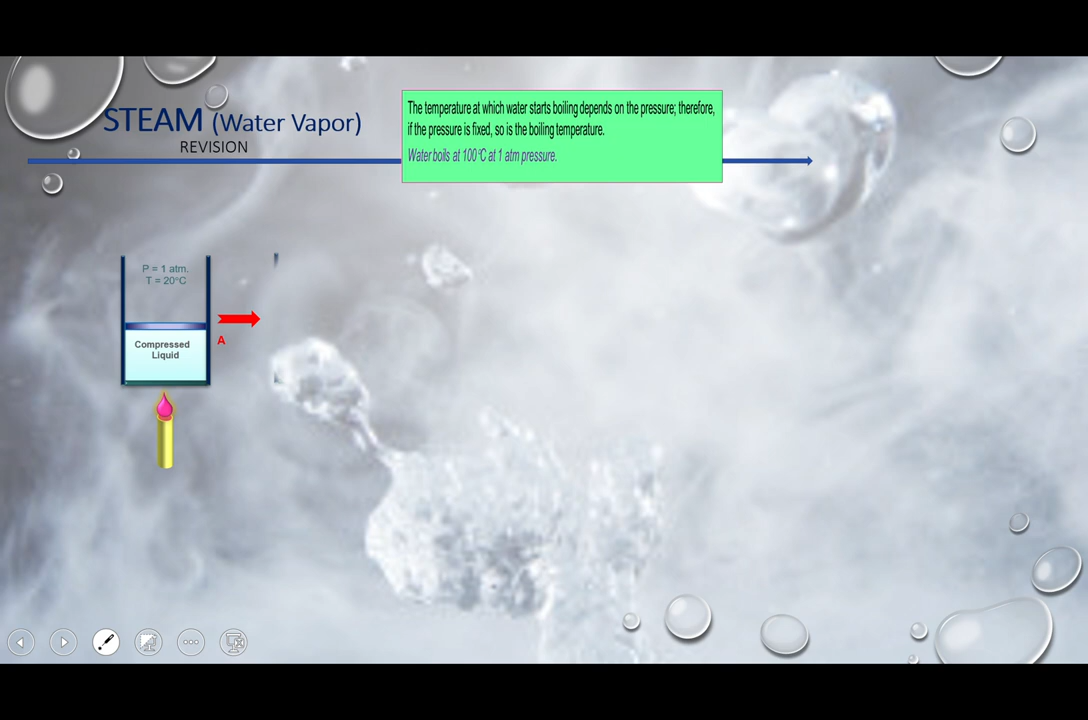 STEAM (Water Vapor)
REVISION
The temperature at which water starts boiling depends on the pressure; therefore,
if the pressure is fixed, so is the boiling temperature.
Water boils at 100°C at 1 atm pressure.
P = 1 atm.
T = 20°C
Compressed
Liquid
A